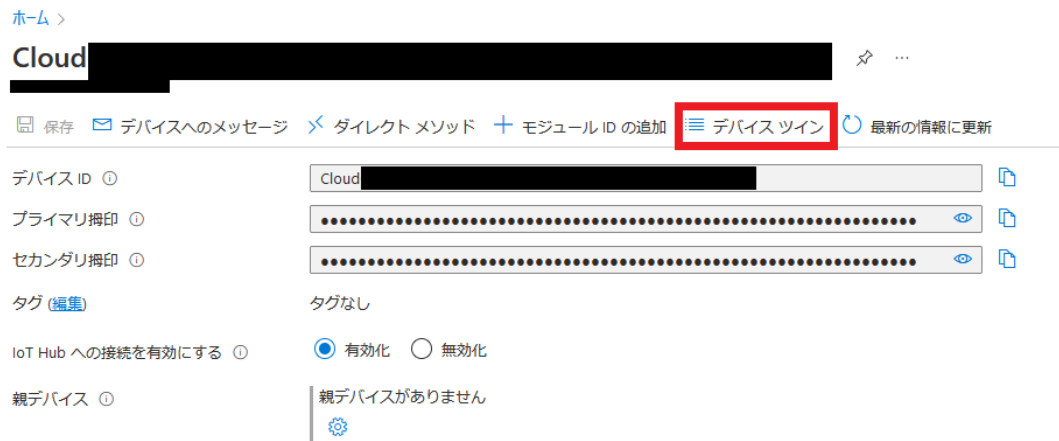 ホーム >
Cloud
保存 デバイスへのメッセージ ダイレクト メソッド モジュール ID の追加 デバイス ツイン 最新の情報に更新
デバイス ID
Cloud
プライマリ拇印
セカンダリ拇印
タグ (編集) タグなし
IoT Hub への接続を有効にする 有効化 無効化
親デバイス 親デバイスがありません